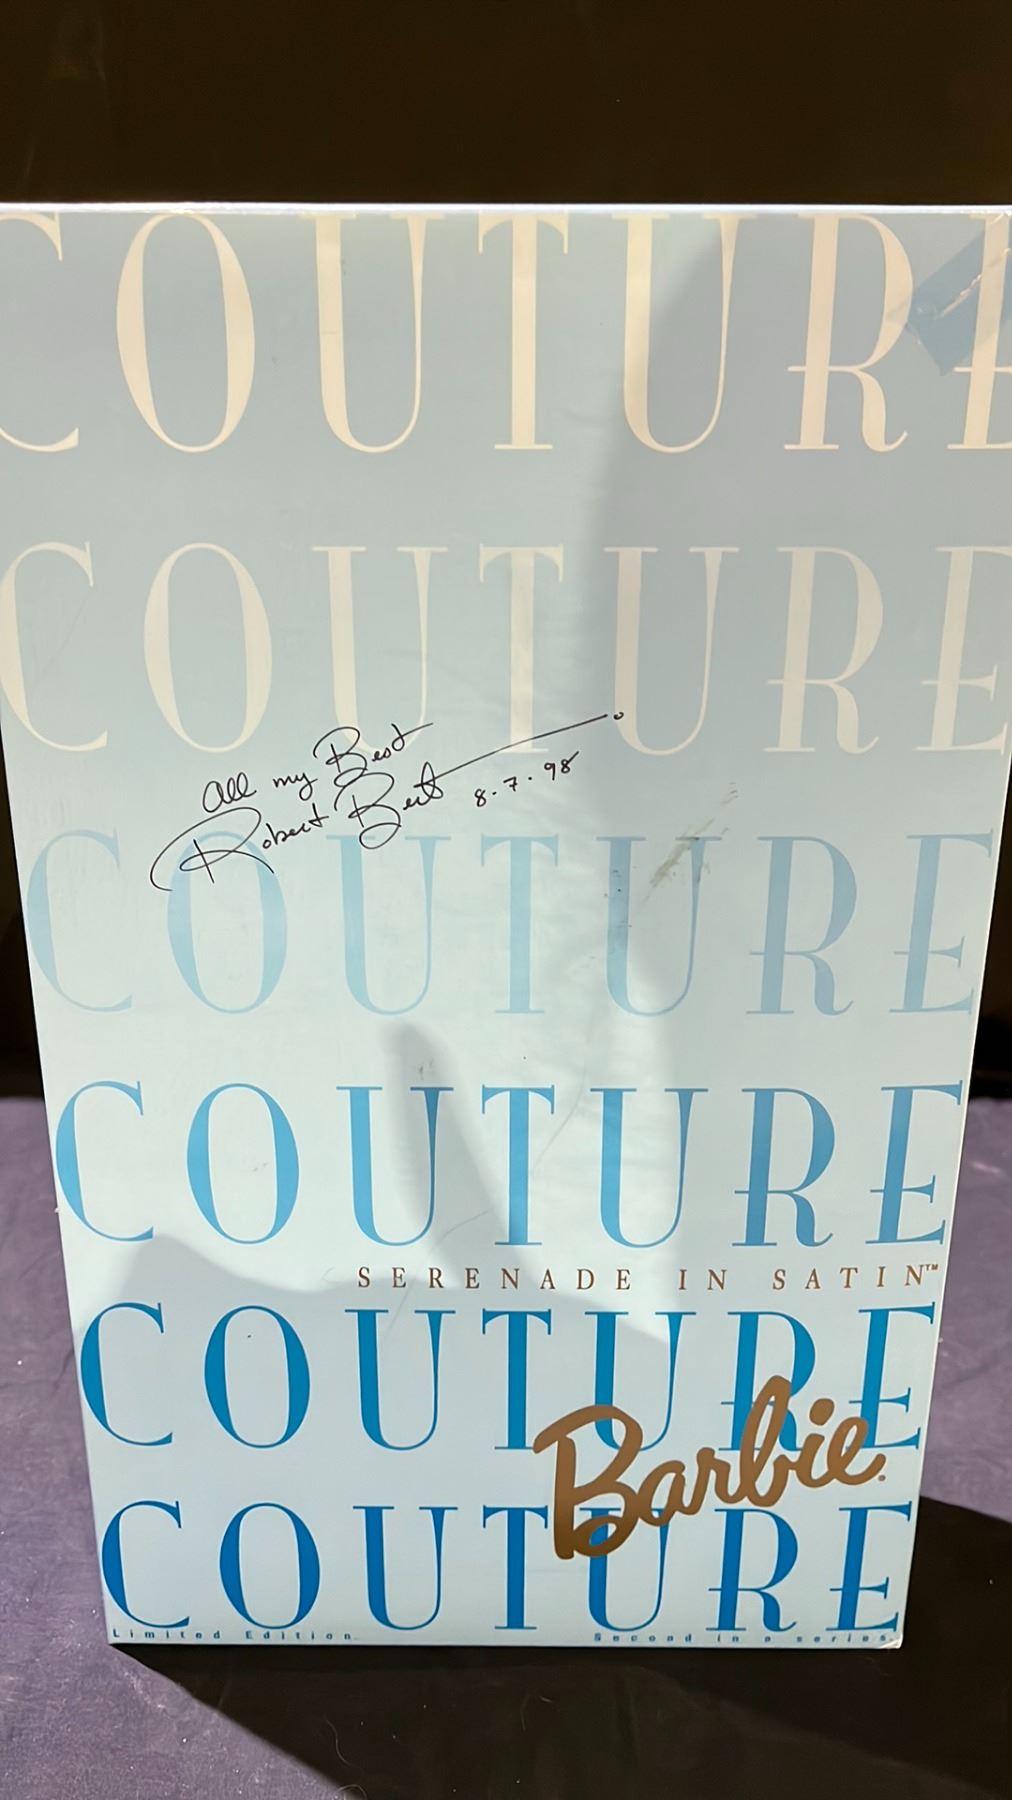 COUTURE
COUTURE
All my Best
Robert Best 8-7-98
COUTURE
COUTURE
SERENADE IN SATIN™
COUTURE
Barbie®
COUTURE
Limited Edition Second in a series